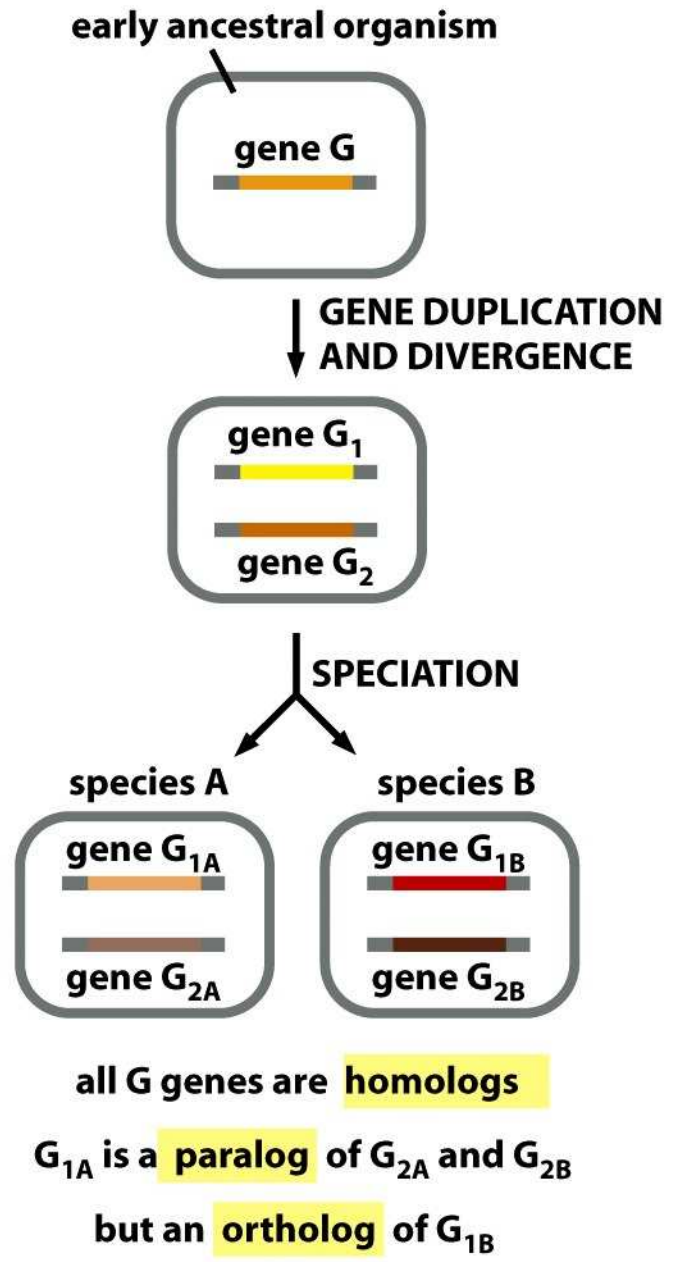 early ancestral organism
gene G
GENE DUPLICATION
AND DIVERGENCE
gene G₁
gene G₂
SPECIATION
species A
species B
gene G₁A
gene G₁B
gene G₂A
gene G₂B
all G genes are homologs
G₁A is a paralog of G₂A and G₂B
but an ortholog of G₁B